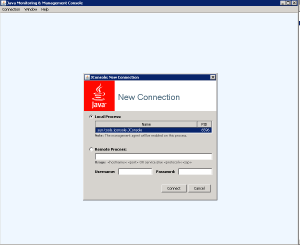 Java Monitoring & Management Console
Connection Window Help
JConsole: New Connection
Java
New Connection
Local Process:
Name PID
sun.tools.jconsole.JConsole 6596
Note: The management agent will be enabled on this process.
Remote Process:
Usage: <hostname>:<port> OR service:jmx:<protocol>:<sap>
Username: Password:
Connect Cancel